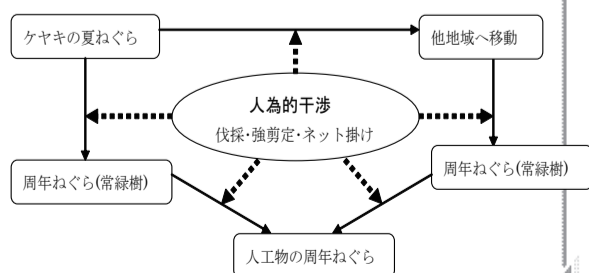 ケヤキの夏ねぐら
他地域へ移動
人為的干渉
伐採・強剪定・ネット掛け
周年ねぐら(常緑樹)
周年ねぐら(常緑樹)
人工物の周年ねぐら